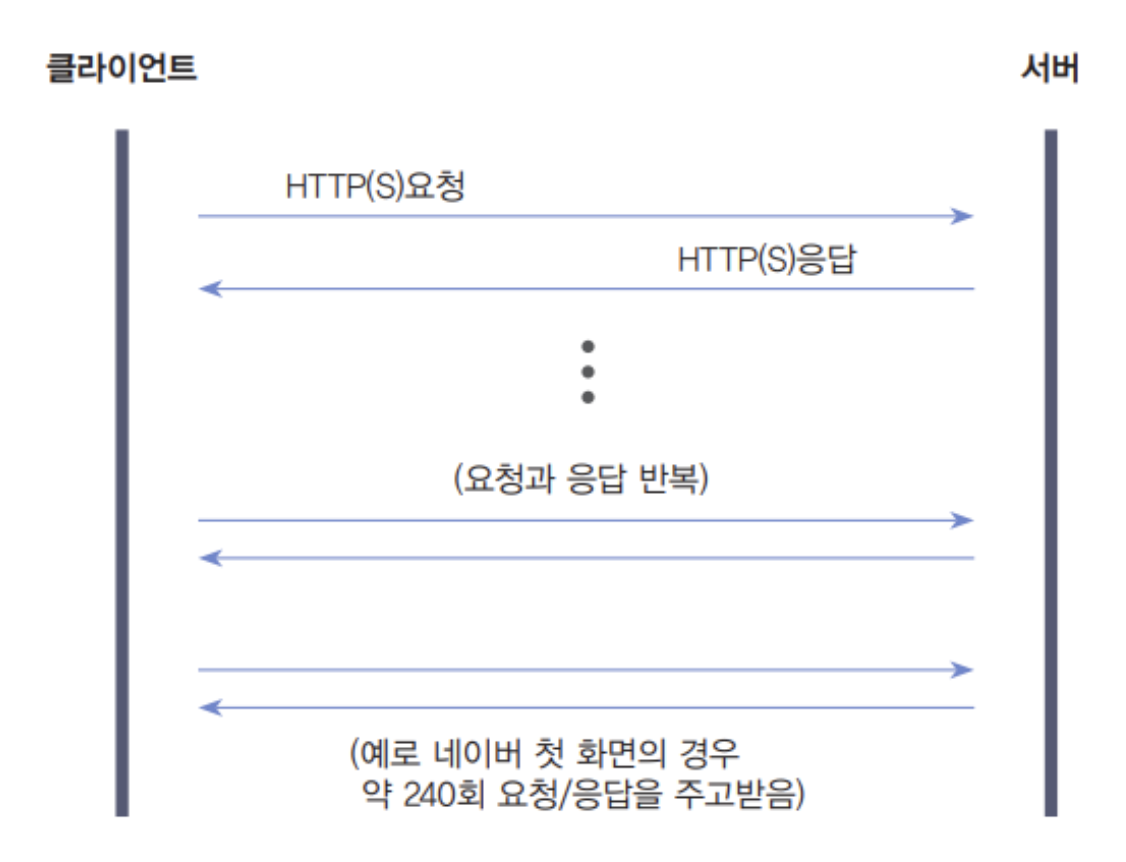 클라이언트
서버
HTTP(S)요청
HTTP(S)응답
(요청과 응답 반복)
(예로 네이버 첫 화면의 경우
약 240회 요청/응답을 주고받음)